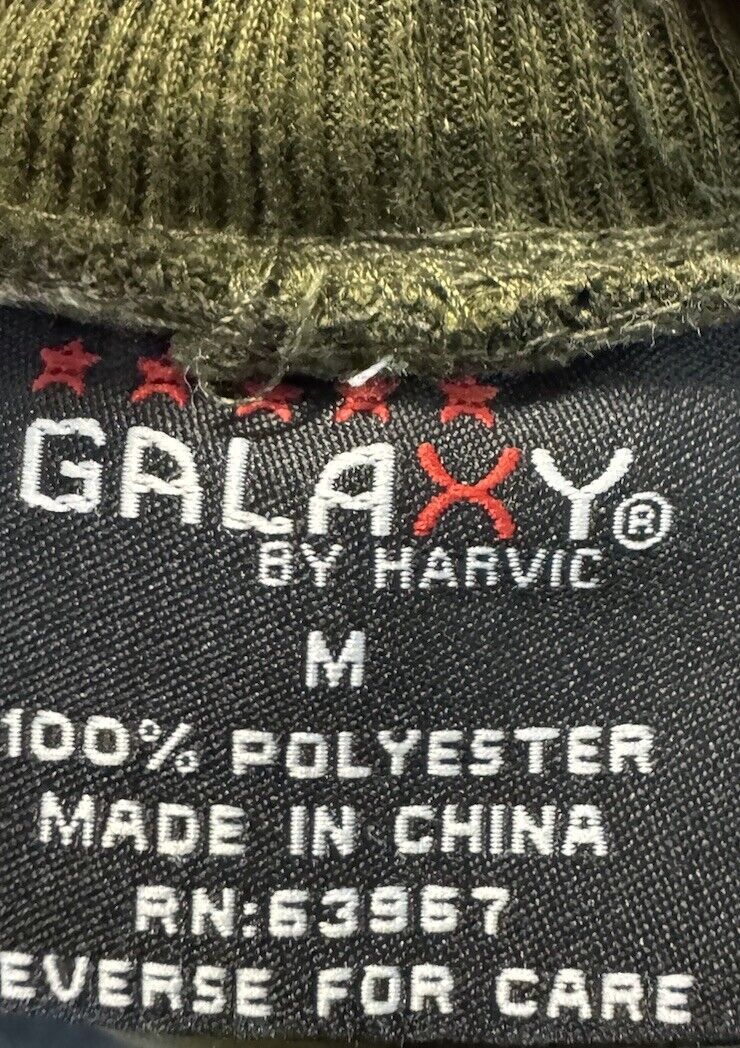 GALAXY®
BY HARVIC
M
100% POLYESTER
MADE IN CHINA
RN:63967
EVERSE FOR CARE